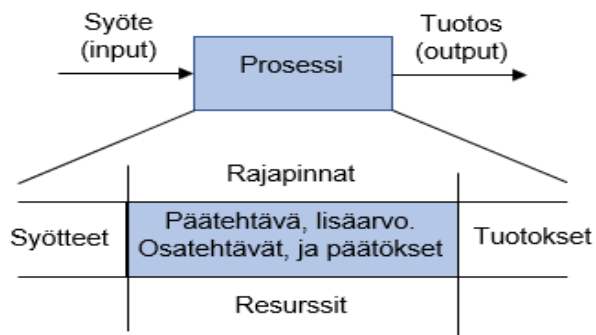 Syöte
(input)
Prosessi
Tuotos
(output)
Rajapinnat
Syötteet
Päätehtävä, lisäarvo.
Osatehtävät, ja päätökset
Tuotokset
Resurssit